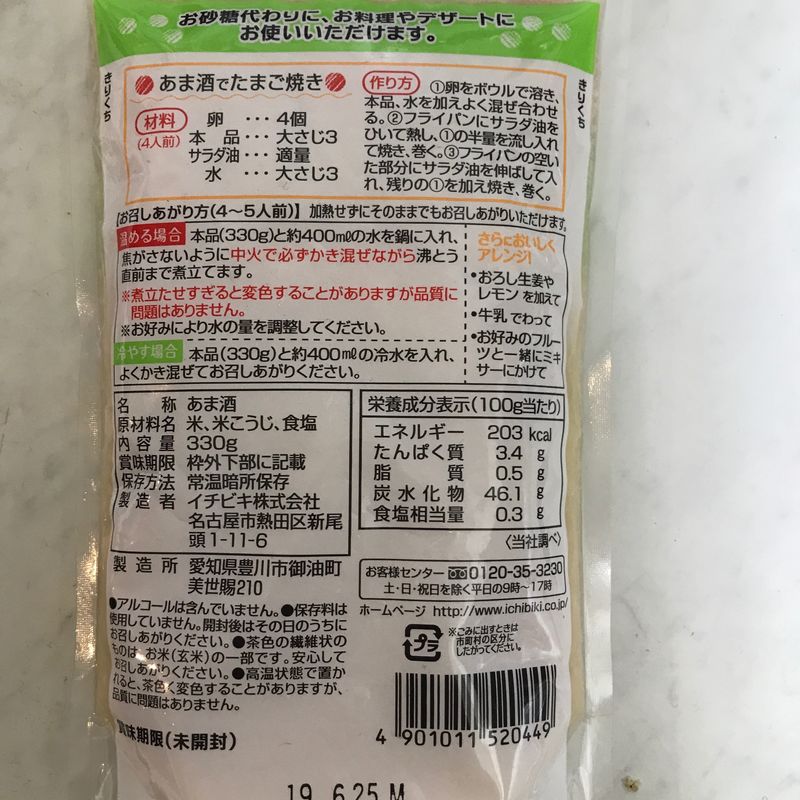 お砂糖代わりに、お料理やデザートに
お使いいただけます。
きりくち
きりくち
あま酒でたまご焼き
材料
(4人前)
卵 ・・・ 4個
本品 ・・・ 大さじ3
サラダ油 ・・・ 適量
水 ・・・ 大さじ3
作り方 ①卵をボウルで溶き、
本品、水を加えよく混ぜ合わせ
る。②フライパンにサラダ油を
ひいて熱し、①の半量を流し入れ
て焼き、巻く。③フライパンの空い
た部分にサラダ油を伸ばして入
れ、残りの①を加え焼き、巻く。
【お召しあがり方(4〜5人前)】加熱せずにそのままでもお召しあがりいただけます。
温める場合 本品(330g)と約400mlの水を鍋に入れ、
焦がさないように中火で必ずかき混ぜながら沸とう
直前まで煮立てます。
※煮立たせすぎると変色することがありますが品質に
問題はありません。
※お好みにより水の量を調整してください。
冷やす場合 本品(330g)と約400mlの冷水を入れ、
よくかき混ぜてお召しあがりください。
さらにおいしく
アレンジ!
•おろし生姜や
レモンを加えて
•牛乳でわって
•お好みのフルー
ツと一緒にミキ
サーにかけて
名称 あま酒
原材料名 米、米こうじ、食塩
内容量 330g
賞味期限 枠外下部に記載
保存方法 常温暗所保存
製造者 イチビキ株式会社
名古屋市熱田区新尾
頭1-11-6
製造所 愛知県豊川市御油町
美世賜210
栄養成分表示(100g当たり)
エネルギー 203 kcal
たんぱく質 3.4 g
脂質 0.5 g
炭水化物 46.1 g
食塩相当量 0.3 g
〈当社調べ〉
お客様センター 0120-35-3230
土・日・祝日を除く平日の9時〜17時
ホームページ http://www.ichibiki.co.jp/
●アルコールは含んでいません。●保存料は
使用していません。開封後はその日のうちに
お召しあがりください。●茶色の繊維状の
ものは、お米(玄米)の一部です。安心して
お召しあがりください。●高温状態で置か
れると、茶色く変色することがありますが、
品質に問題はありません。
プラ
※ごみに出すときは
市町村の区分に
したがってください。
賞味期限(未開封)
4 901011 520449
19.6.25 M